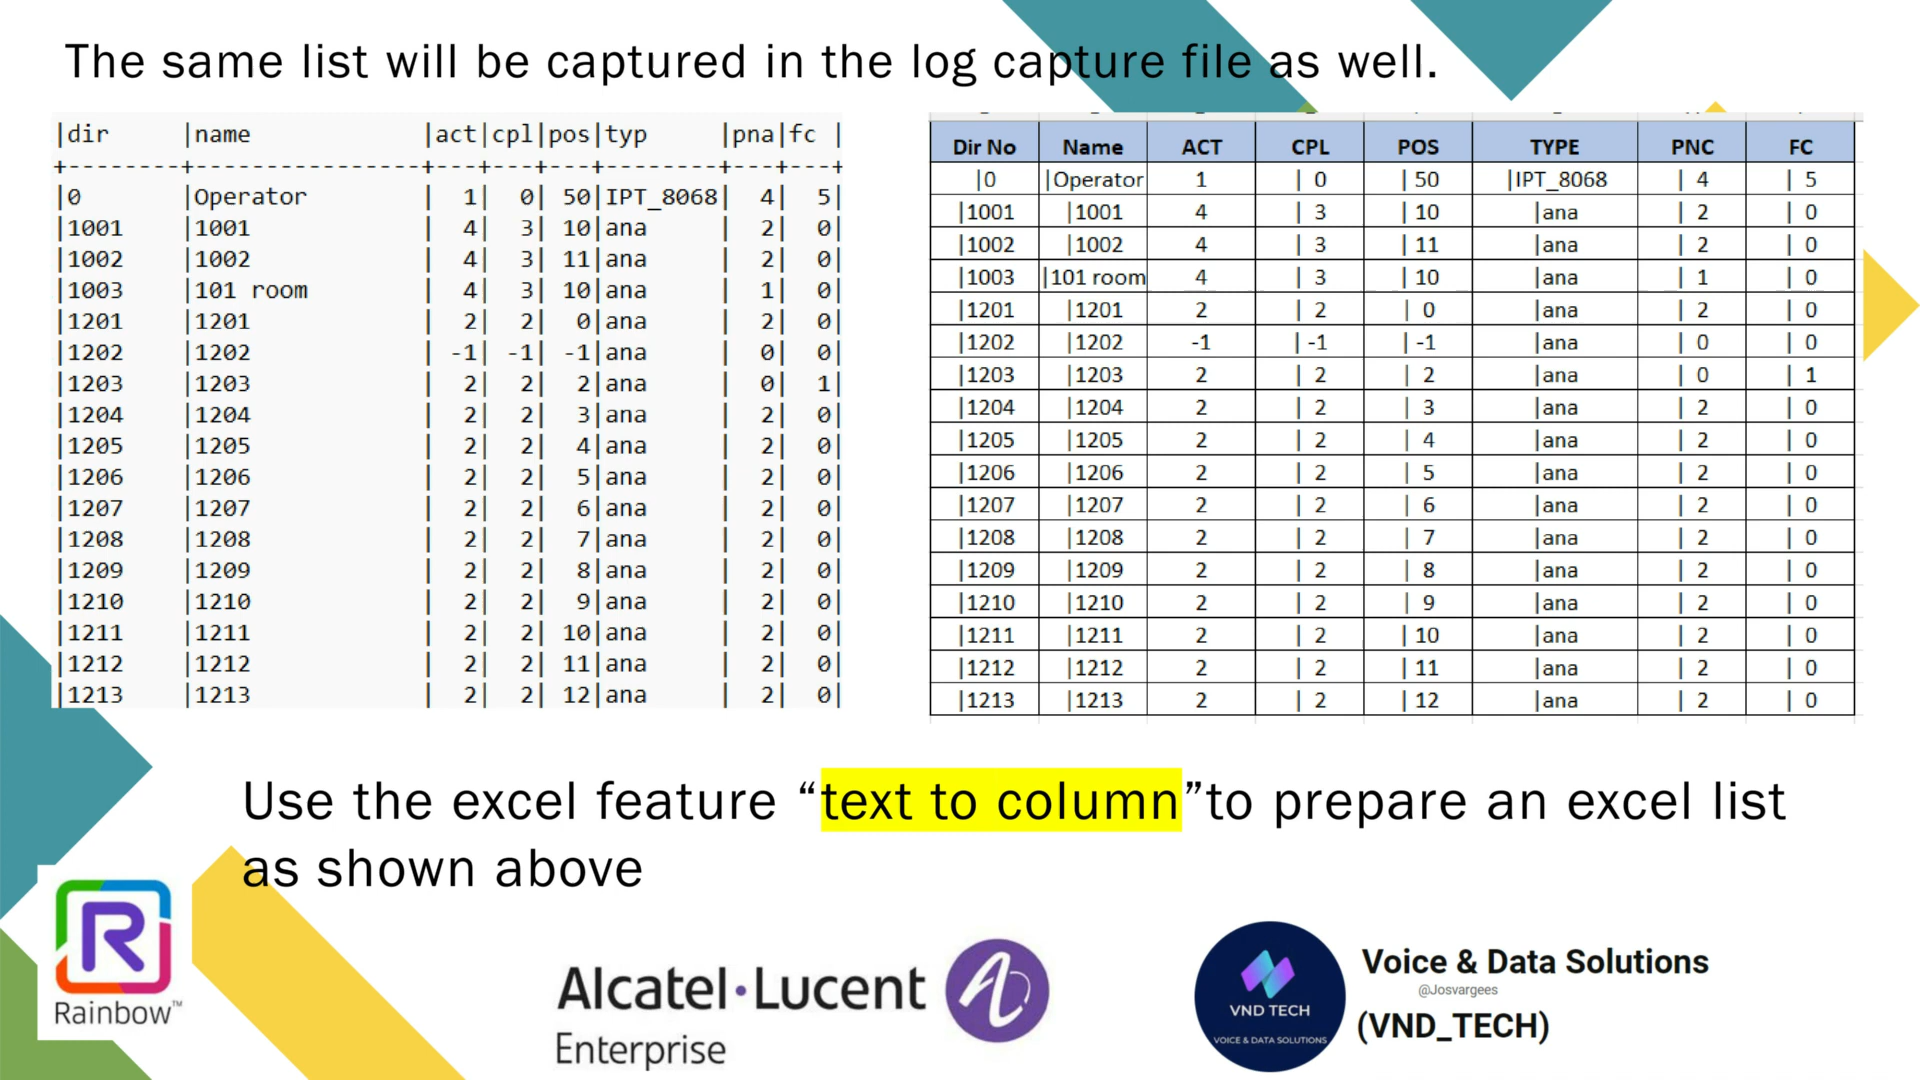 The same list will be captured in the log capture file as well.
|dir |name |act|cpl|pos|typ |pna|fc |
+--------+----------------+---+---+---+--------+---+---+
|0 |Operator | 1| 0| 50|IPT_8068| 4| 5|
|1001 |1001 | 4| 3| 10|ana | 2| 0|
|1002 |1002 | 4| 3| 11|ana | 2| 0|
|1003 |101 room | 4| 3| 10|ana | 1| 0|
|1201 |1201 | 2| 2| 0|ana | 2| 0|
|1202 |1202 | -1| -1| -1|ana | 0| 0|
|1203 |1203 | 2| 2| 2|ana | 0| 1|
|1204 |1204 | 2| 2| 3|ana | 2| 0|
|1205 |1205 | 2| 2| 4|ana | 2| 0|
|1206 |1206 | 2| 2| 5|ana | 2| 0|
|1207 |1207 | 2| 2| 6|ana | 2| 0|
|1208 |1208 | 2| 2| 7|ana | 2| 0|
|1209 |1209 | 2| 2| 8|ana | 2| 0|
|1210 |1210 | 2| 2| 9|ana | 2| 0|
|1211 |1211 | 2| 2| 10|ana | 2| 0|
|1212 |1212 | 2| 2| 11|ana | 2| 0|
|1213 |1213 | 2| 2| 12|ana | 2| 0|
Dir No Name ACT CPL POS TYPE PNC FC
|0 |Operator 1 | 0 | 50 |IPT_8068 | 4 | 5
|1001 |1001 4 | 3 | 10 |ana | 2 | 0
|1002 |1002 4 | 3 | 11 |ana | 2 | 0
|1003 |101 room 4 | 3 | 10 |ana | 1 | 0
|1201 |1201 2 | 2 | 0 |ana | 2 | 0
|1202 |1202 -1 | -1 | -1 |ana | 0 | 0
|1203 |1203 2 | 2 | 2 |ana | 0 | 1
|1204 |1204 2 | 2 | 3 |ana | 2 | 0
|1205 |1205 2 | 2 | 4 |ana | 2 | 0
|1206 |1206 2 | 2 | 5 |ana | 2 | 0
|1207 |1207 2 | 2 | 6 |ana | 2 | 0
|1208 |1208 2 | 2 | 7 |ana | 2 | 0
|1209 |1209 2 | 2 | 8 |ana | 2 | 0
|1210 |1210 2 | 2 | 9 |ana | 2 | 0
|1211 |1211 2 | 2 | 10 |ana | 2 | 0
|1212 |1212 2 | 2 | 11 |ana | 2 | 0
|1213 |1213 2 | 2 | 12 |ana | 2 | 0
Use the excel feature “text to column”to prepare an excel list
as shown above
R
Rainbow™
Alcatel•Lucent
Enterprise
VND TECH
VOICE & DATA SOLUTIONS
Voice & Data Solutions
@Josvargees
(VND_TECH)